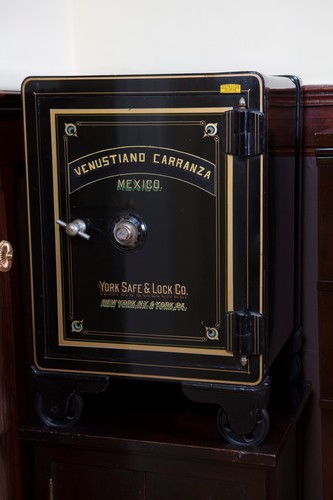 VENUSTIANO CARRANZA
MEXICO.
YORK SAFE & LOCK CO.
NEW YORK, N.Y. & YORK, PA.